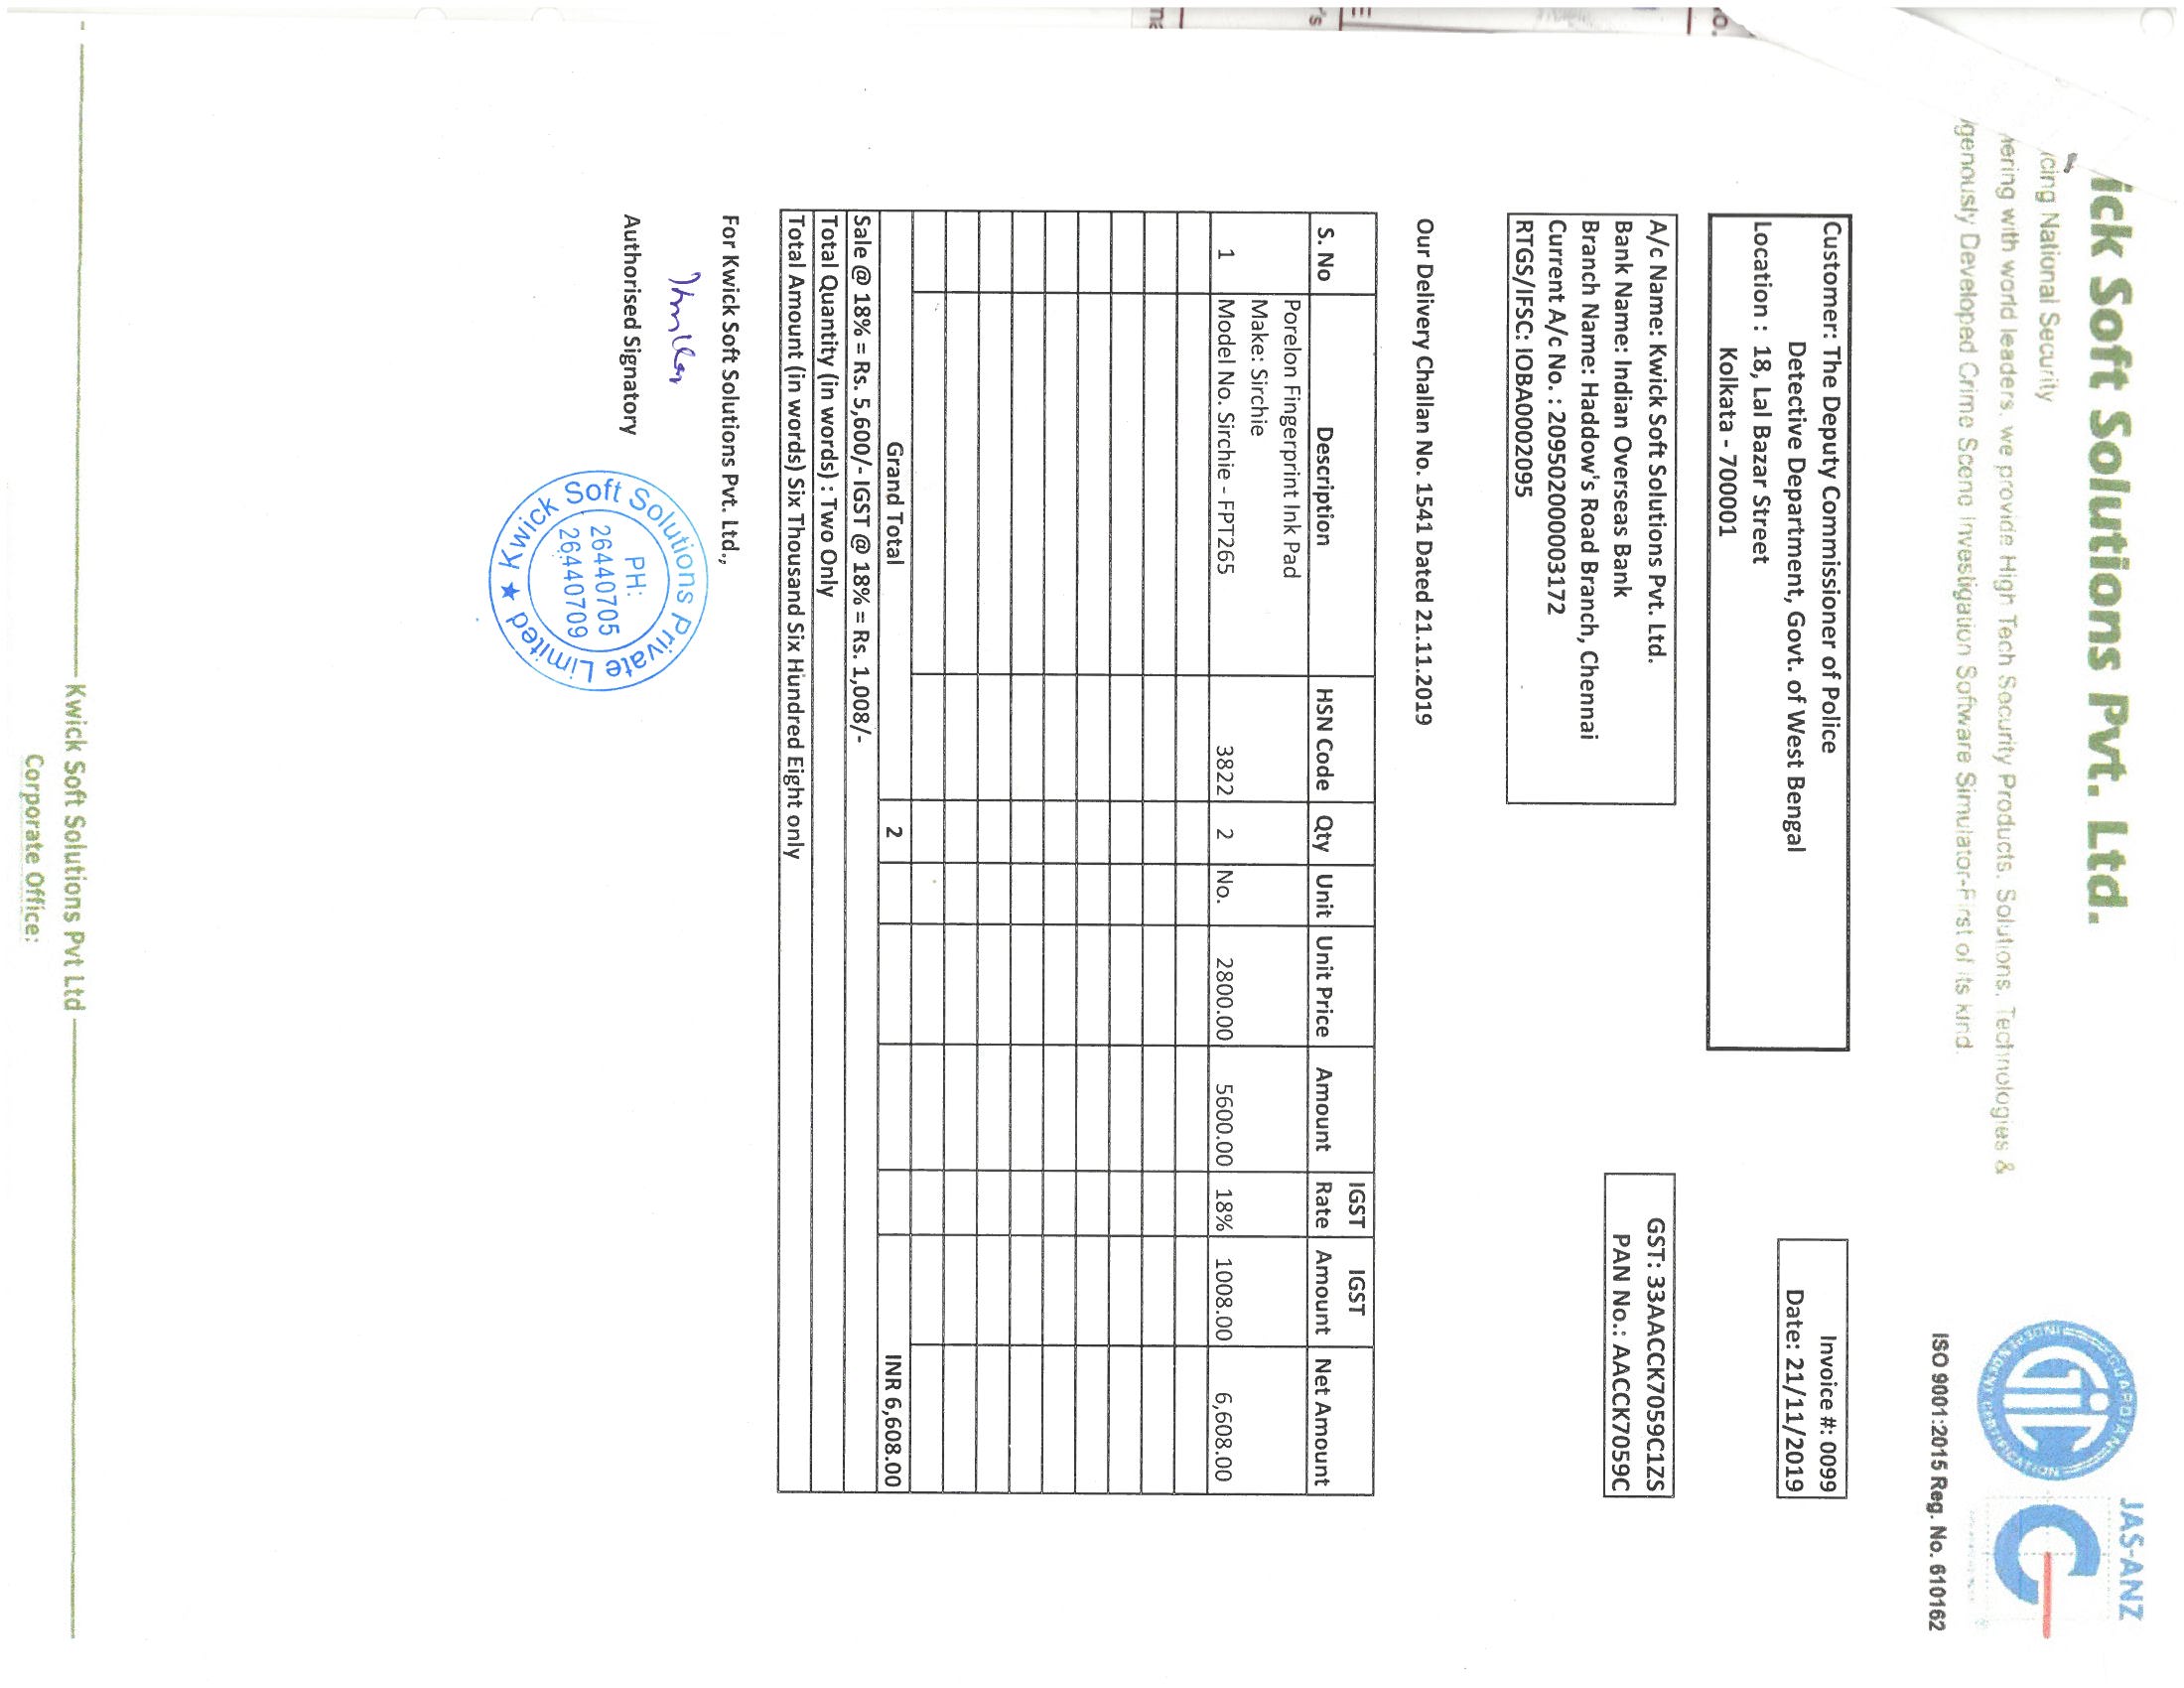 ick Soft Solutions Pvt. Ltd.
cing National Security
ering with world leaders, we provide High Tech Security Products, Solutions, Technologies &
genously Developed Crime Scene Investigation Software Simulator-First of its kind.
JAS-ANZ
GIC
ISO 9001:2015 Reg. No. 610162
Customer: The Deputy Commissioner of Police
Detective Department, Govt. of West Bengal
Location : 18, Lal Bazar Street
Kolkata - 700001
Invoice #: 0099
Date: 21/11/2019
A/c Name: Kwick Soft Solutions Pvt. Ltd.
Bank Name: Indian Overseas Bank
Branch Name: Haddow's Road Branch, Chennai
Current A/c No. : 209502000003172
RTGS/IFSC: IOBA0002095
GST: 33AACCK7059C1ZS
PAN No.: AACCK7059C
Our Delivery Challan No. 1541 Dated 21.11.2019
S. No Description HSN Code Qty Unit Unit Price Amount IGST Rate IGST Amount Net Amount
Porelon Fingerprint Ink Pad
Make: Sirchie
1 Model No. Sirchie - FPT265 3822 2 No. 2800.00 5600.00 18% 1008.00 6,608.00
Grand Total 2 INR 6,608.00
Sale @ 18% = Rs. 5,600/- IGST @ 18% = Rs. 1,008/-
Total Quantity (in words) : Two Only
Total Amount (in words) Six Thousand Six Hundred Eight only
For Kwick Soft Solutions Pvt. Ltd.,
Authorised Signatory
Kwick Soft Solutions Private Limited ★
PH:
26440705
26440709
Kwick Soft Solutions Pvt Ltd
Corporate Office: